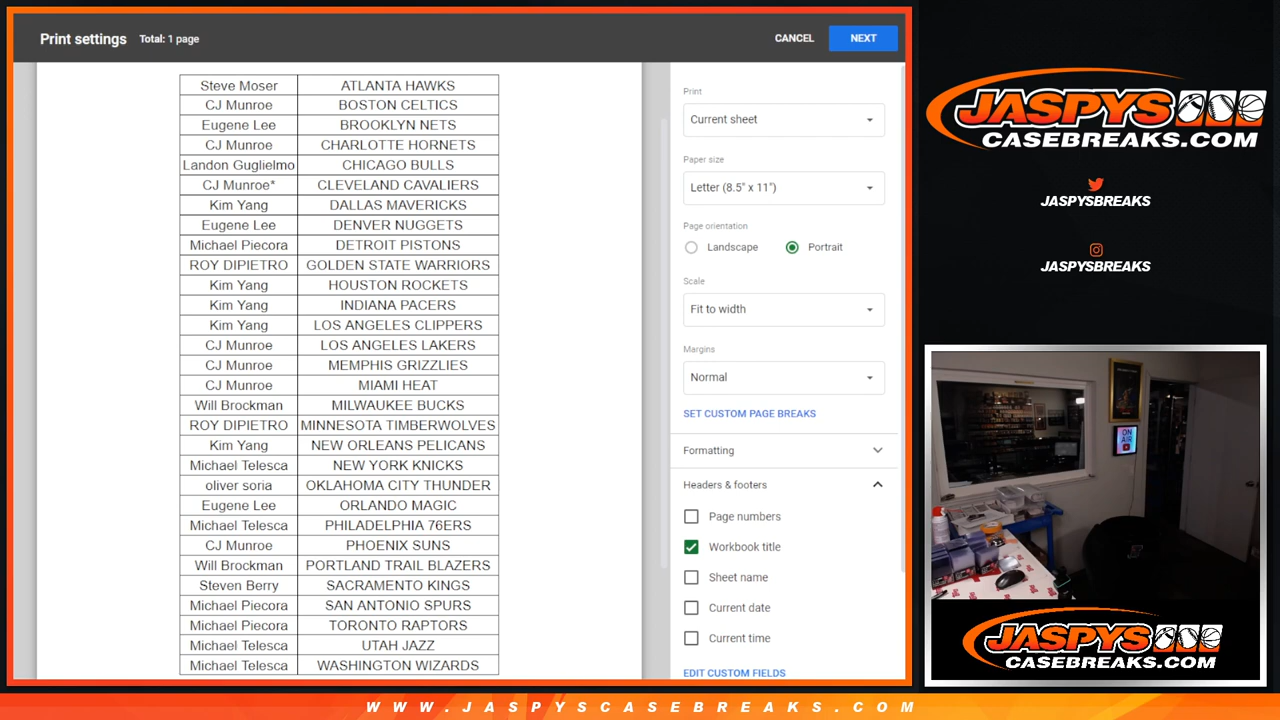 Print settings Total: 1 page CANCEL NEXT
Steve Moser ATLANTA HAWKS
CJ Munroe BOSTON CELTICS
Eugene Lee BROOKLYN NETS
CJ Munroe CHARLOTTE HORNETS
Landon Guglielmo CHICAGO BULLS
CJ Munroe* CLEVELAND CAVALIERS
Kim Yang DALLAS MAVERICKS
Eugene Lee DENVER NUGGETS
Michael Piecora DETROIT PISTONS
ROY DIPIETRO GOLDEN STATE WARRIORS
Kim Yang HOUSTON ROCKETS
Kim Yang INDIANA PACERS
Kim Yang LOS ANGELES CLIPPERS
CJ Munroe LOS ANGELES LAKERS
CJ Munroe MEMPHIS GRIZZLIES
CJ Munroe MIAMI HEAT
Will Brockman MILWAUKEE BUCKS
ROY DIPIETRO MINNESOTA TIMBERWOLVES
Kim Yang NEW ORLEANS PELICANS
Michael Telesca NEW YORK KNICKS
oliver soria OKLAHOMA CITY THUNDER
Eugene Lee ORLANDO MAGIC
Michael Telesca PHILADELPHIA 76ERS
CJ Munroe PHOENIX SUNS
Will Brockman PORTLAND TRAIL BLAZERS
Steven Berry SACRAMENTO KINGS
Michael Piecora SAN ANTONIO SPURS
Michael Piecora TORONTO RAPTORS
Michael Telesca UTAH JAZZ
Michael Telesca WASHINGTON WIZARDS
Print
Current sheet
Paper size
Letter (8.5" x 11")
Page orientation
Landscape Portrait
Scale
Fit to width
Margins
Normal
SET CUSTOM PAGE BREAKS
Formatting
Headers & footers
Page numbers
Workbook title
Sheet name
Current date
Current time
EDIT CUSTOM FIELDS
JASPYS
CASEBREAKS.COM
JASPYSBREAKS
JASPYSBREAKS
ON
AIR
JASPYS
CASEBREAKS.COM
WWW.JASPYSCASEBREAKS.COM